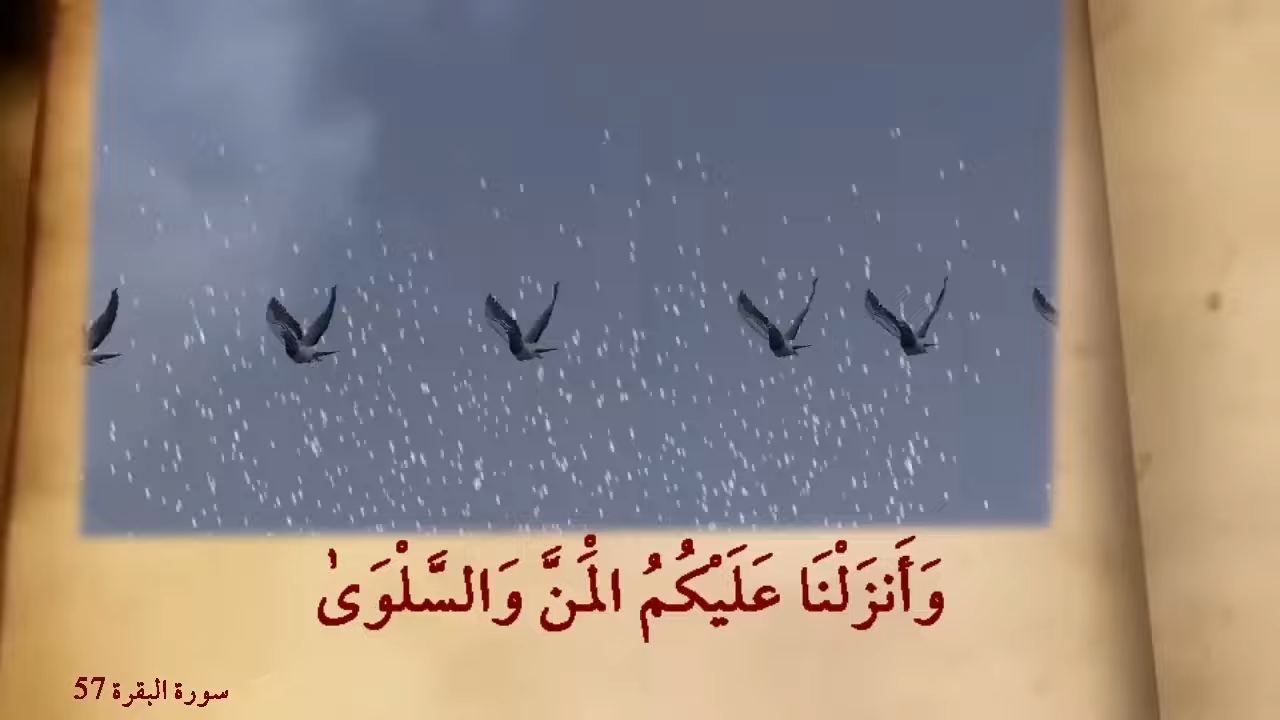 وَأَنزَلْنَا عَلَيْكُمُ الْمَنَّ وَالسَّلْوَىٰ
سورة البقرة 57